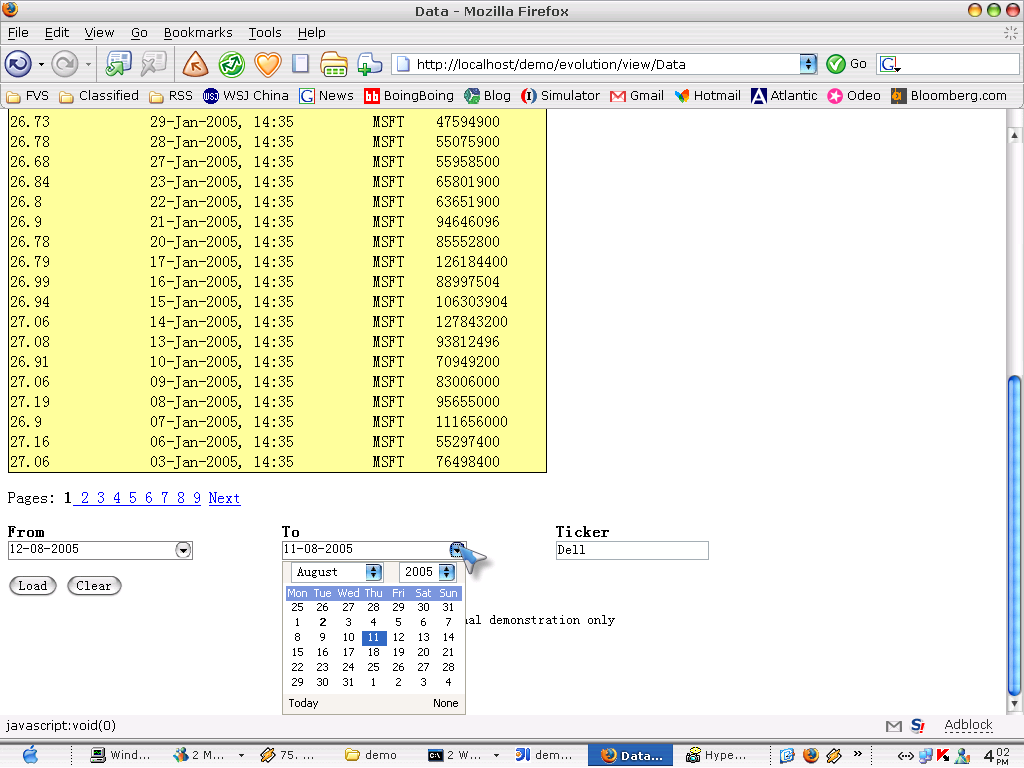 Data - Mozilla Firefox
File Edit View Go Bookmarks Tools Help
http://localhost/demo/evolution/view/Data Go G
FVS Classified RSS WSJ China News BoingBoing Blog Simulator Gmail Hotmail Atlantic Odeo Bloomberg.com
26.73 29-Jan-2005, 14:35 MSFT 47594900
26.78 28-Jan-2005, 14:35 MSFT 55075900
26.68 27-Jan-2005, 14:35 MSFT 55958500
26.84 23-Jan-2005, 14:35 MSFT 65801900
26.8 22-Jan-2005, 14:35 MSFT 63651900
26.9 21-Jan-2005, 14:35 MSFT 94646096
26.78 20-Jan-2005, 14:35 MSFT 85552800
26.79 17-Jan-2005, 14:35 MSFT 126184400
26.99 16-Jan-2005, 14:35 MSFT 88997504
26.94 15-Jan-2005, 14:35 MSFT 106303904
27.06 14-Jan-2005, 14:35 MSFT 127843200
27.08 13-Jan-2005, 14:35 MSFT 93812496
26.91 10-Jan-2005, 14:35 MSFT 70949200
27.06 09-Jan-2005, 14:35 MSFT 83006000
27.19 08-Jan-2005, 14:35 MSFT 95655000
26.9 07-Jan-2005, 14:35 MSFT 111656000
27.16 06-Jan-2005, 14:35 MSFT 55297400
27.06 03-Jan-2005, 14:35 MSFT 76498400
Pages: 1 2 3 4 5 6 7 8 9 Next
From To Ticker
12-08-2005 11-08-2005 Dell
Load Clear
August 2005
Mon Tue Wed Thu Fri Sat Sun
25 26 27 28 29 30 31
1 2 3 4 5 6 7
8 9 10 11 12 13 14
15 16 17 18 19 20 21
22 23 24 25 26 27 28
29 30 31 1 2 3 4
Today None
al demonstration only
javascript:void(0) Adblock
Wind... 2 M... 75. ... demo 2 W... dem... Data... Hype... » 4 02 PM